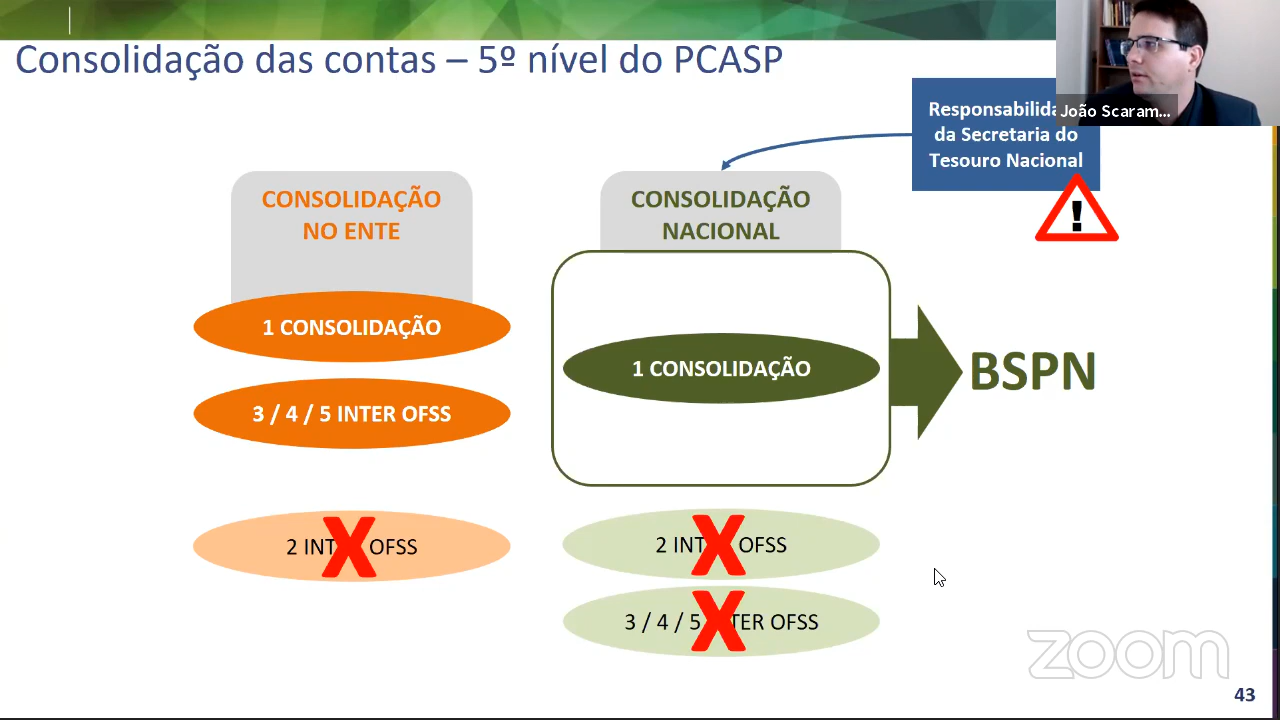 Consolidação das contas – 5º nível do PCASP
João Scaram...
Responsabilida
da Secretaria do
Tesouro Nacional
CONSOLIDAÇÃO
NO ENTE
CONSOLIDAÇÃO
NACIONAL
!
1 CONSOLIDAÇÃO
3 / 4 / 5 INTER OFSS
1 CONSOLIDAÇÃO
BSPN
2 INT OFSS
X
2 INT OFSS
X
3 / 4 / 5 TER OFSS
X
zoom
43